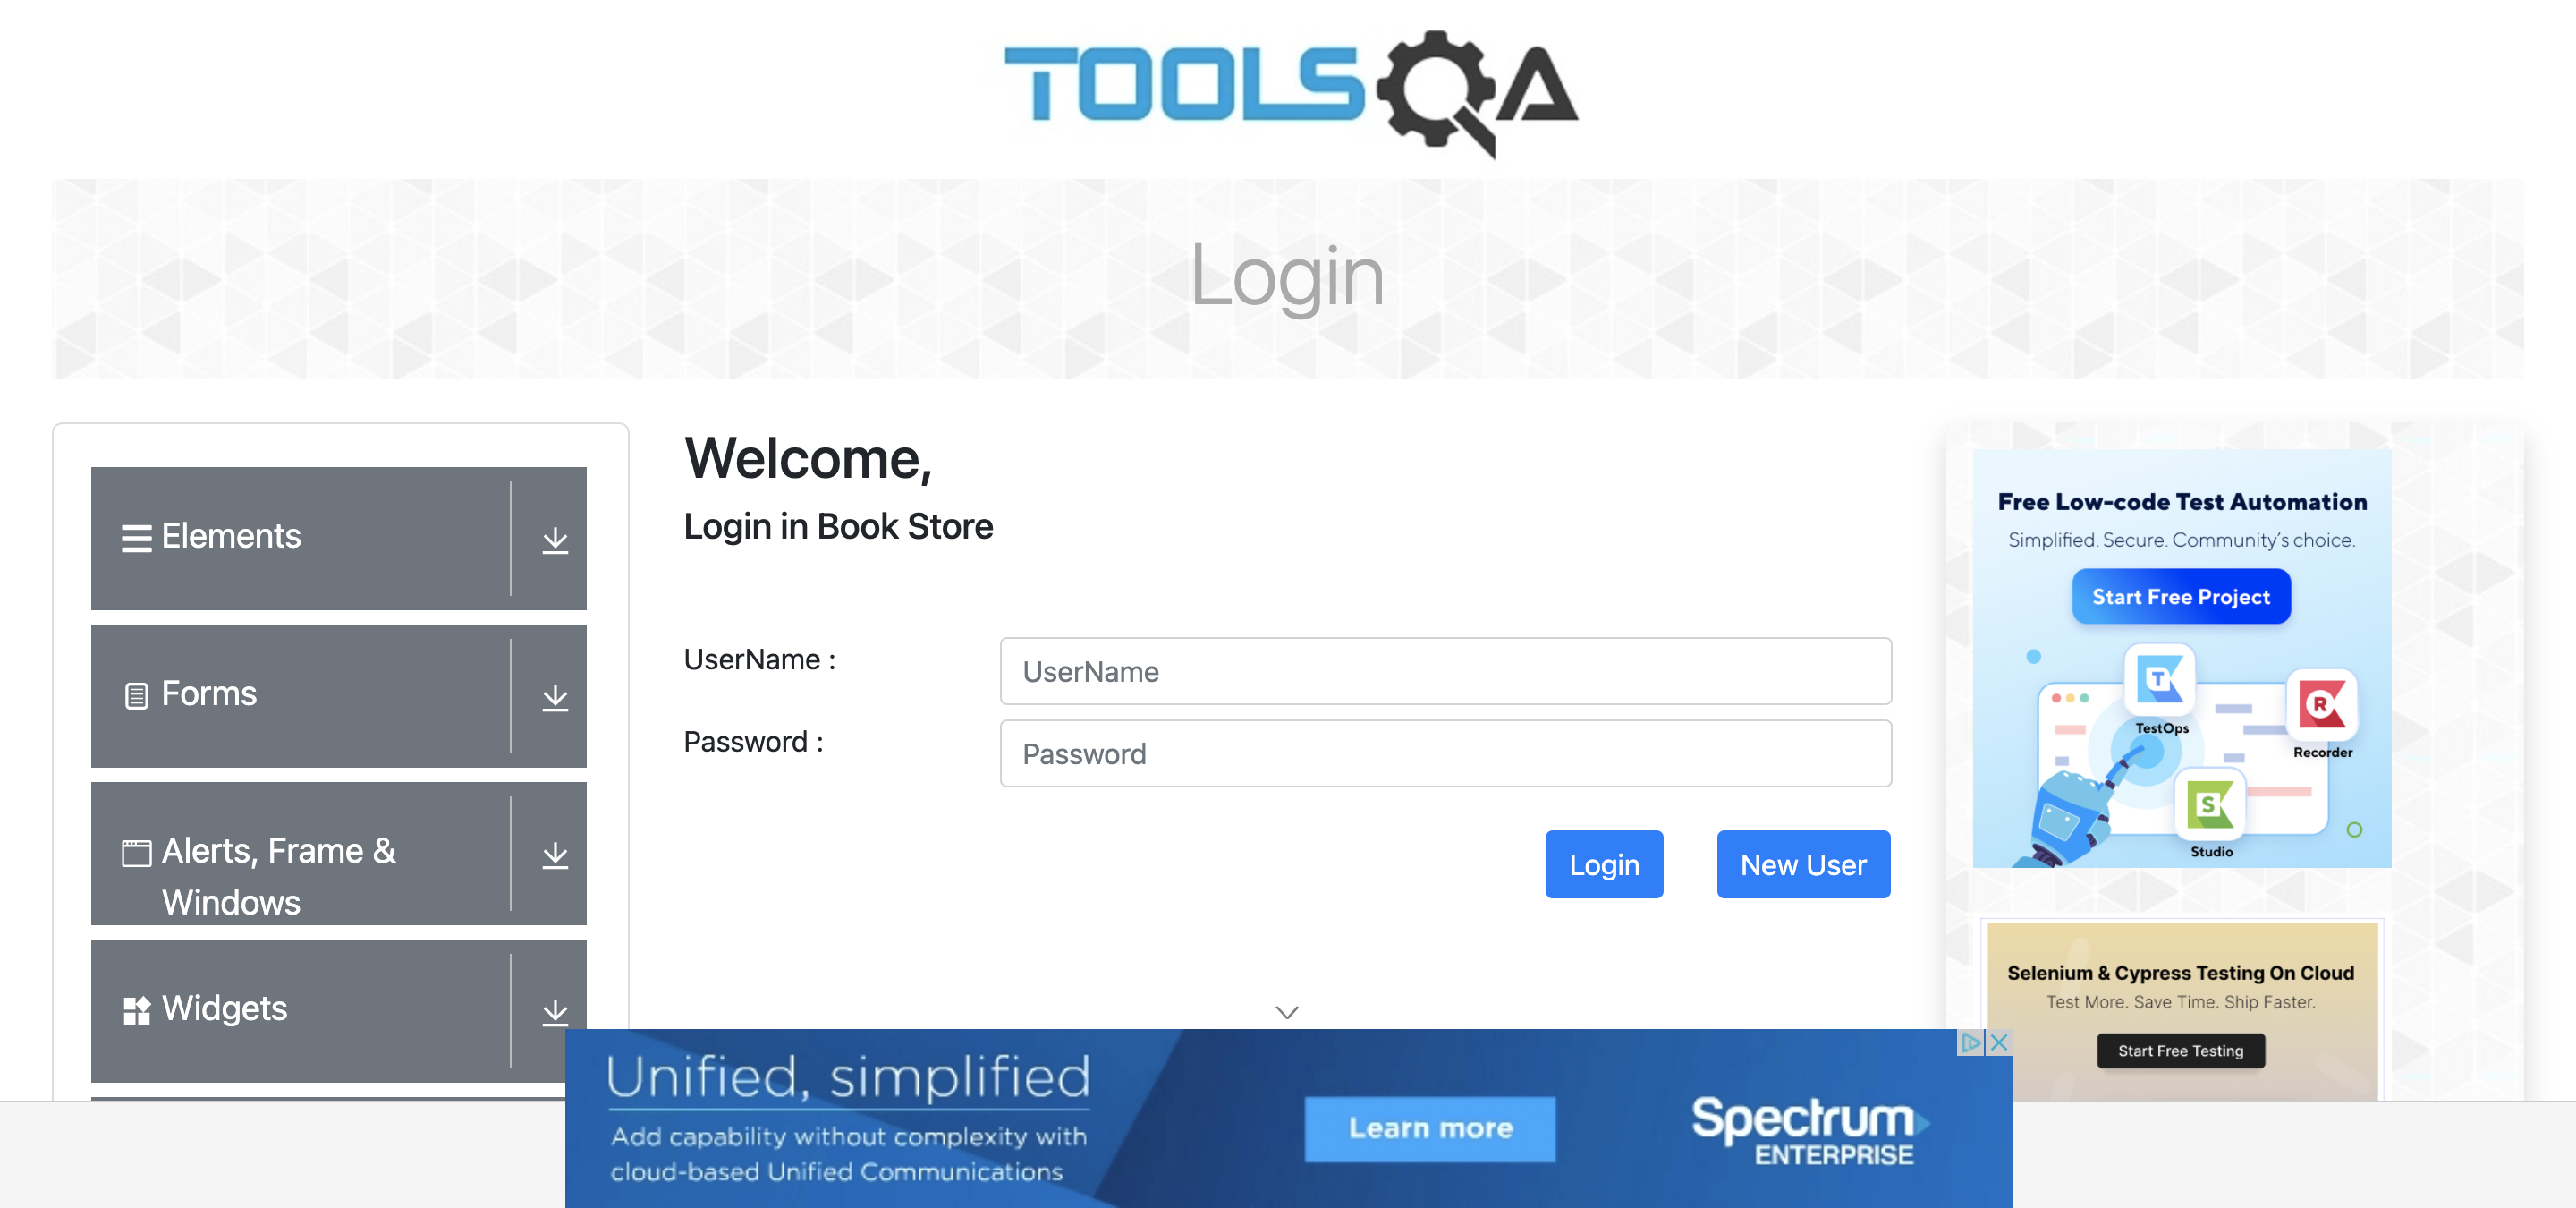 TOOLSQA
Login
Elements
Forms
Alerts, Frame &
Windows
Widgets
Welcome,
Login in Book Store
UserName :
UserName
Password :
Password
Login
New User
Free Low-code Test Automation
Simplified. Secure. Community's choice.
Start Free Project
T
TestOps
R
Recorder
S
Studio
Selenium & Cypress Testing On Cloud
Test More. Save Time. Ship Faster.
Start Free Testing
Unified, simplified
Add capability without complexity with
cloud-based Unified Communications
Learn more
Spectrum
ENTERPRISE